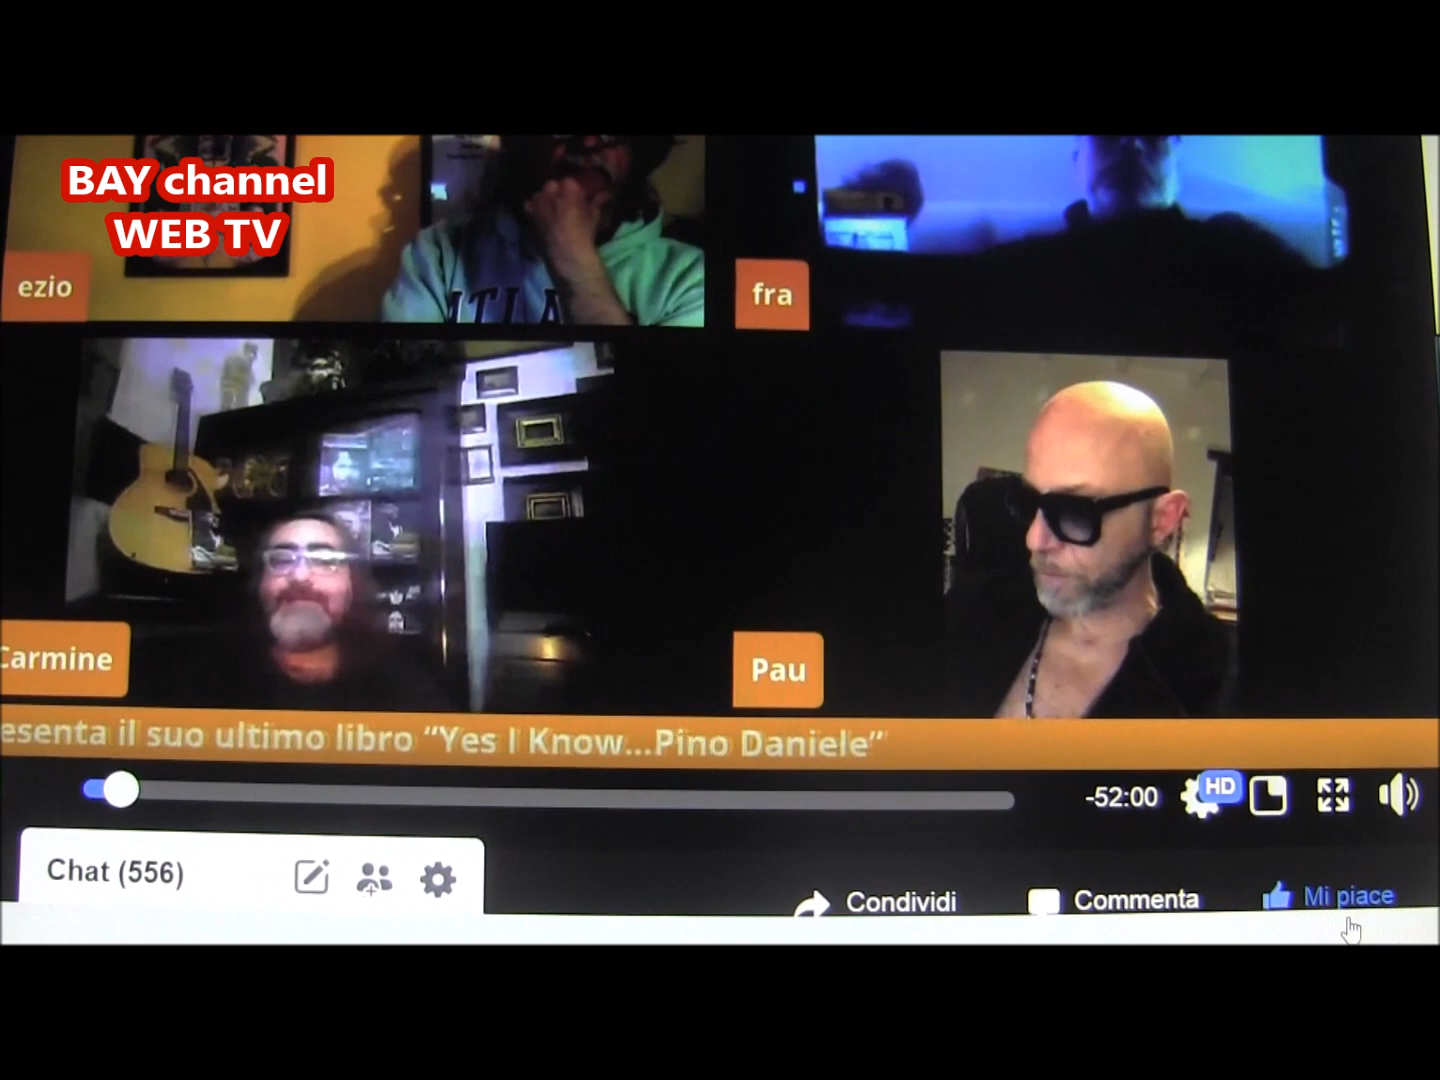 BAY channel
WEB TV
ezio
fra
ATLA
Carmine
Pau
esenta il suo ultimo libro “Yes I Know...Pino Daniele”
-52:00
HD
Chat (556)
Condividi
Commenta
Mi piace